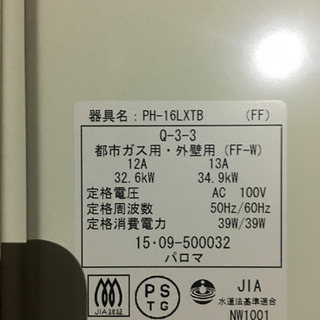 器具名：PH-16LXTB (FF)
Q-3-3
都市ガス用・外壁用 (FF-W)
12A 13A
32.6kW 34.9kW
定格電圧 AC 100V
定格周波数 50Hz/60Hz
定格消費電力 39W/39W
15・09-500032
パロマ
JIA認証
PS
TG
JIA
水道法基準適合
NW1001